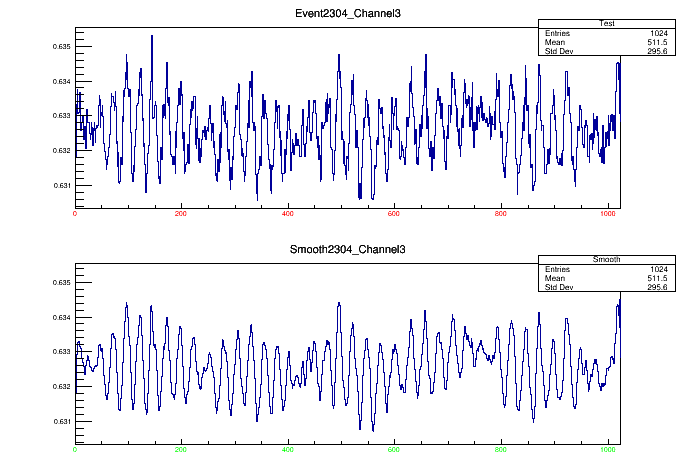 Event2304_Channel3
Test
Entries 1024
Mean 511.5
Std Dev 295.6
0.635
0.634
0.633
0.632
0.631
0 200 400 600 800 1000
Smooth2304_Channel3
Smooth
Entries 1024
Mean 511.5
Std Dev 295.6
0.635
0.634
0.633
0.632
0.631
0 200 400 600 800 1000